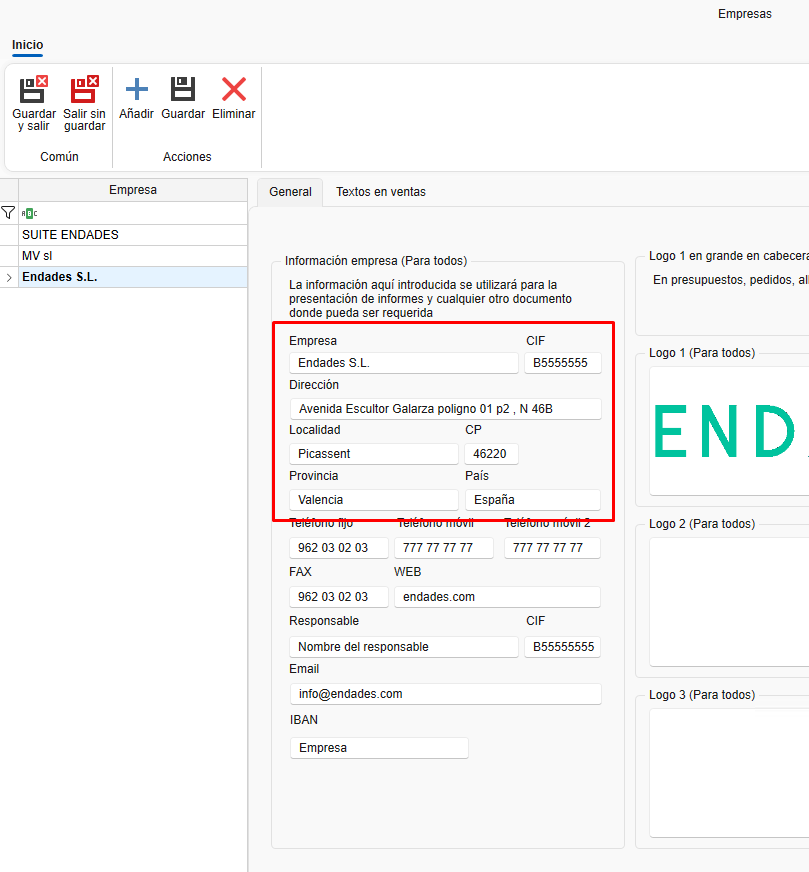 Empresas
Inicio
Guardar y salir
Salir sin guardar
Añadir
Guardar
Eliminar
Común
Acciones
Empresa
ABC
SUITE ENDADES
MV sl
Endades S.L.
General
Textos en ventas
Información empresa (Para todos)
La información aquí introducida se utilizará para la
presentación de informes y cualquier otro documento
donde pueda ser requerida
Empresa CIF
Endades S.L. B5555555
Dirección
Avenida Escultor Galarza poligno 01 p2 , N 46B
Localidad CP
Picassent 46220
Provincia País
Valencia España
Teléfono fijo Teléfono móvil Teléfono móvil 2
962 03 02 03 777 77 77 77 777 77 77 77
FAX WEB
962 03 02 03 endades.com
Responsable CIF
Nombre del responsable B55555555
Email
info@endades.com
IBAN
Empresa
Logo 1 en grande en cabecera
En presupuestos, pedidos, al
Logo 1 (Para todos)
END
Logo 2 (Para todos)
Logo 3 (Para todos)